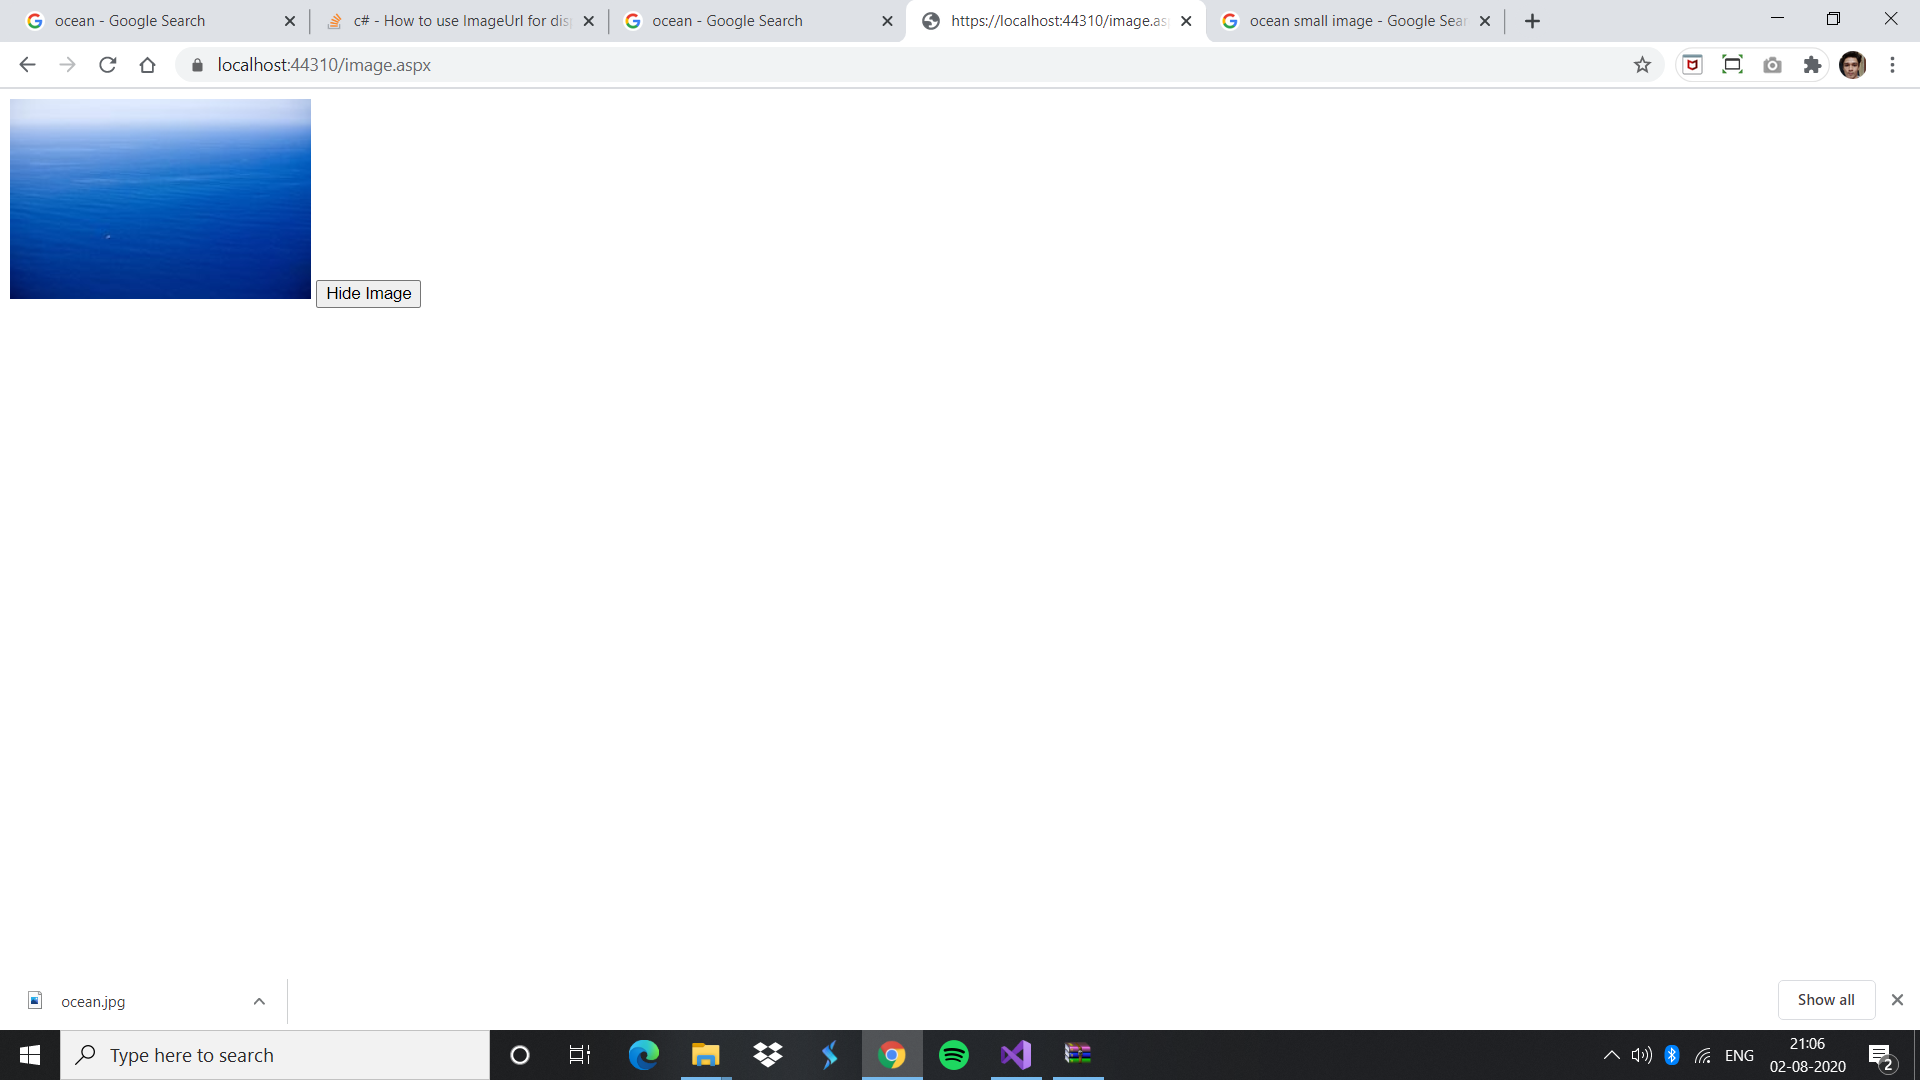 ocean - Google Search
c# - How to use ImageUrl for dis
ocean - Google Search
https://localhost:44310/image.as
ocean small image - Google Sear
localhost:44310/image.aspx
Hide Image
ocean.jpg
Show all
Type here to search
ENG
21:06
02-08-2020
2